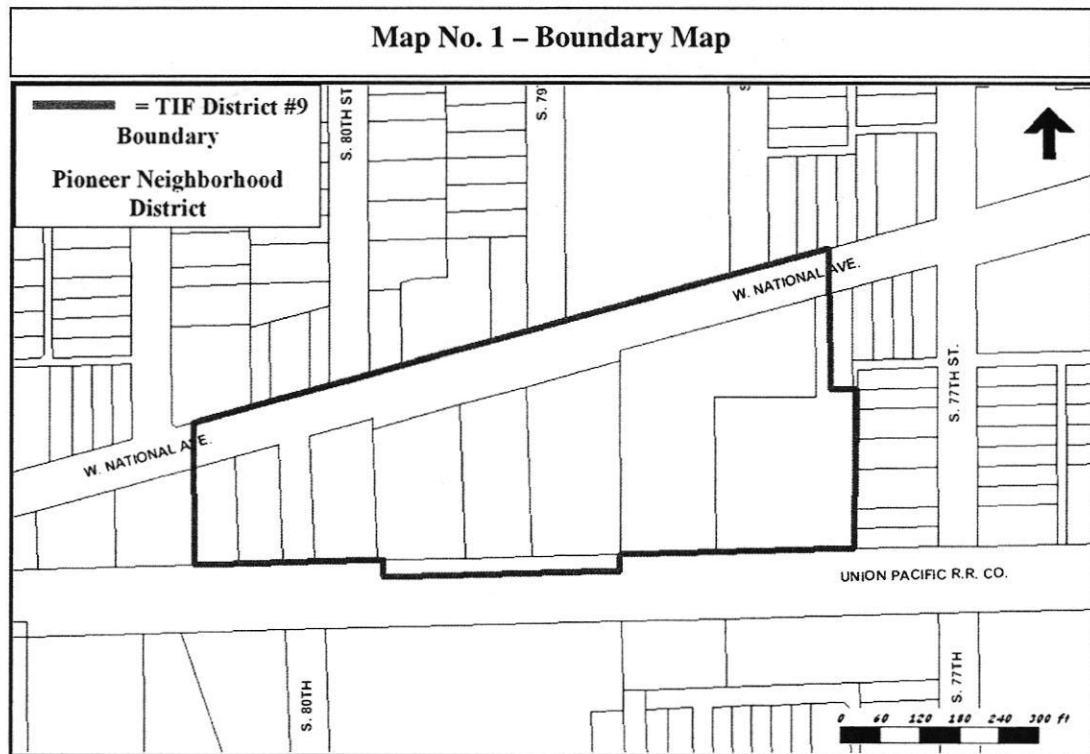 Map No. 1 – Boundary Map
= TIF District #9
Boundary
Pioneer Neighborhood
District
S. 80TH ST
S. 79
S
W. NATIONAL AVE.
W. NATIONAL AVE.
S. 77TH ST.
UNION PACIFIC R.R. CO.
S. 80TH
S. 77TH
0 60 120 180 240 300 ft